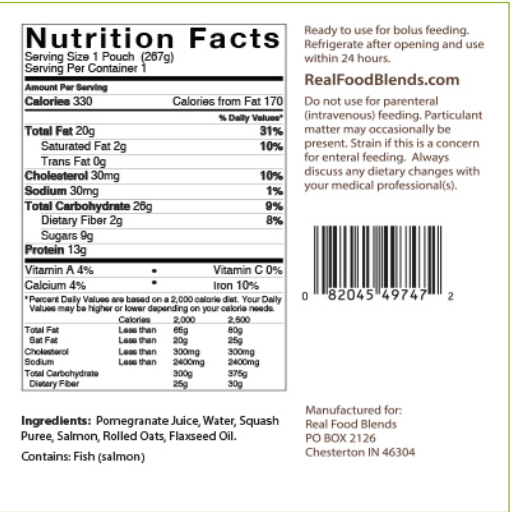 Nutrition Facts
Serving Size 1 Pouch (267g)
Serving Per Container 1
Amount Per Serving
Calories 330 Calories from Fat 170
% Daily Values*
Total Fat 20g 31%
Saturated Fat 2g 10%
Trans Fat 0g
Cholesterol 30mg 10%
Sodium 30mg 1%
Total Carbohydrate 26g 9%
Dietary Fiber 2g 8%
Sugars 9g
Protein 13g
Vitamin A 4% • Vitamin C 0%
Calcium 4% • Iron 10%
*Percent Daily Values are based on a 2,000 calorie diet. Your Daily
Values may be higher or lower depending on your calorie needs.
Calories 2,000 2,500
Total Fat Less than 65g 80g
Sat Fat Less than 20g 25g
Cholesterol Less than 300mg 300mg
Sodium Less than 2400mg 2400mg
Total Carbohydrate 300g 375g
Dietary Fiber 25g 30g
Ingredients: Pomegranate Juice, Water, Squash
Puree, Salmon, Rolled Oats, Flaxseed Oil.
Contains: Fish (salmon)
Ready to use for bolus feeding.
Refrigerate after opening and use
within 24 hours.
RealFoodBlends.com
Do not use for parenteral
(intravenous) feeding. Particulant
matter may occasionally be
present. Strain if this is a concern
for enteral feeding. Always
discuss any dietary changes with
your medical professional(s).
0 82045 49747 2
Manufactured for:
Real Food Blends
PO BOX 2126
Chesterton IN 46304